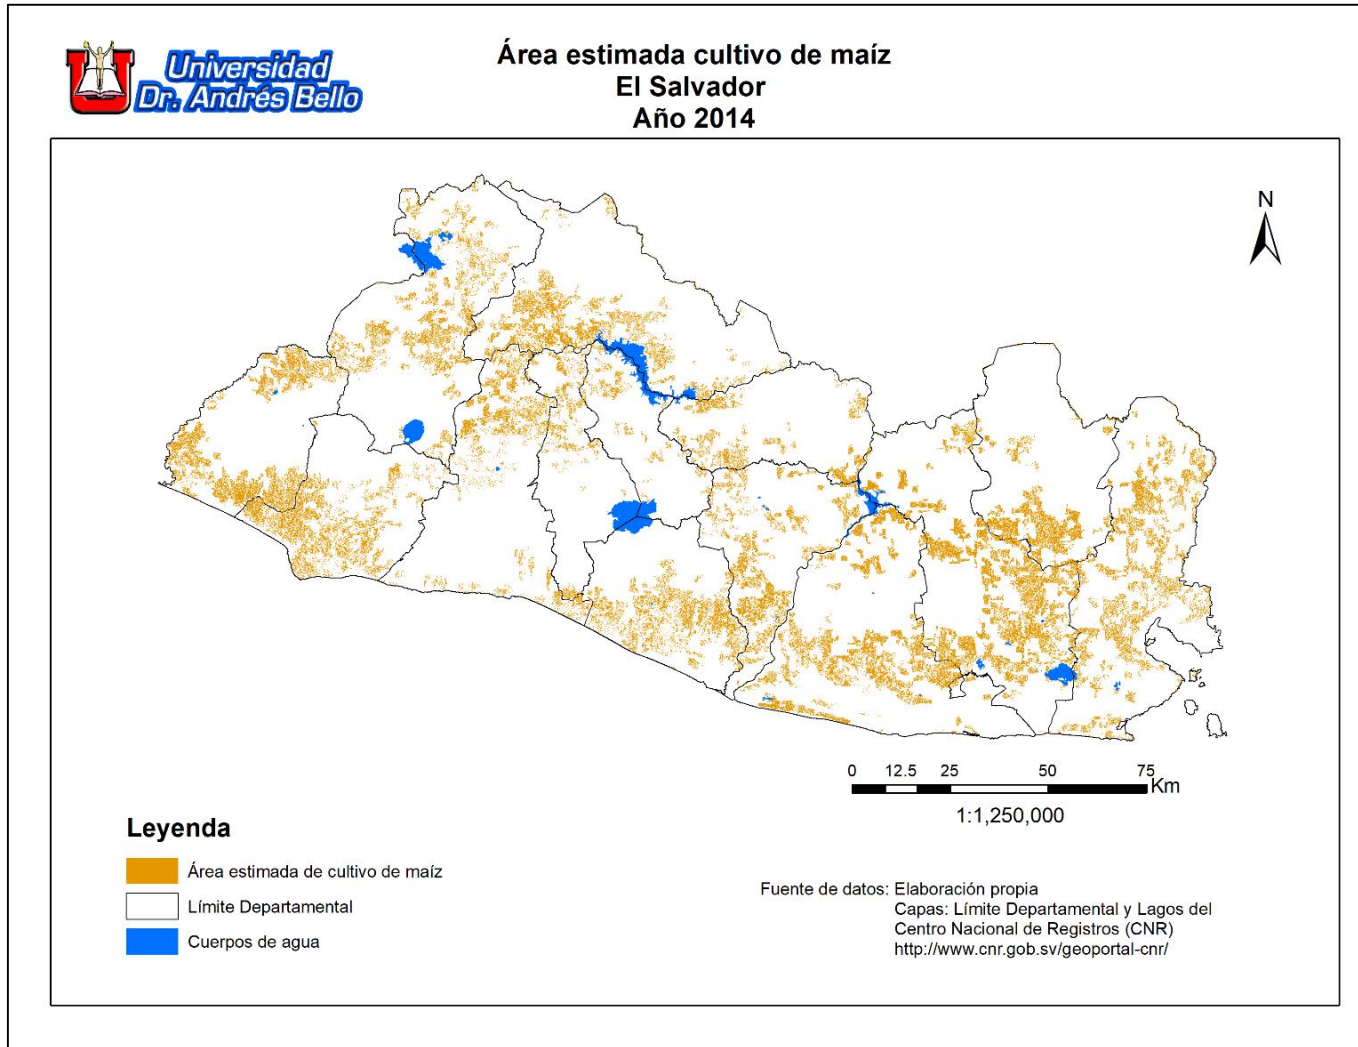 Universidad
Dr. Andrés Bello
Área estimada cultivo de maíz
El Salvador
Año 2014
N
0 12.5 25 50 75
Km
1:1,250,000
Leyenda
Área estimada de cultivo de maíz
Límite Departamental
Cuerpos de agua
Fuente de datos: Elaboración propia
Capas: Límite Departamental y Lagos del
Centro Nacional de Registros (CNR)
http://www.cnr.gob.sv/geoportal-cnr/